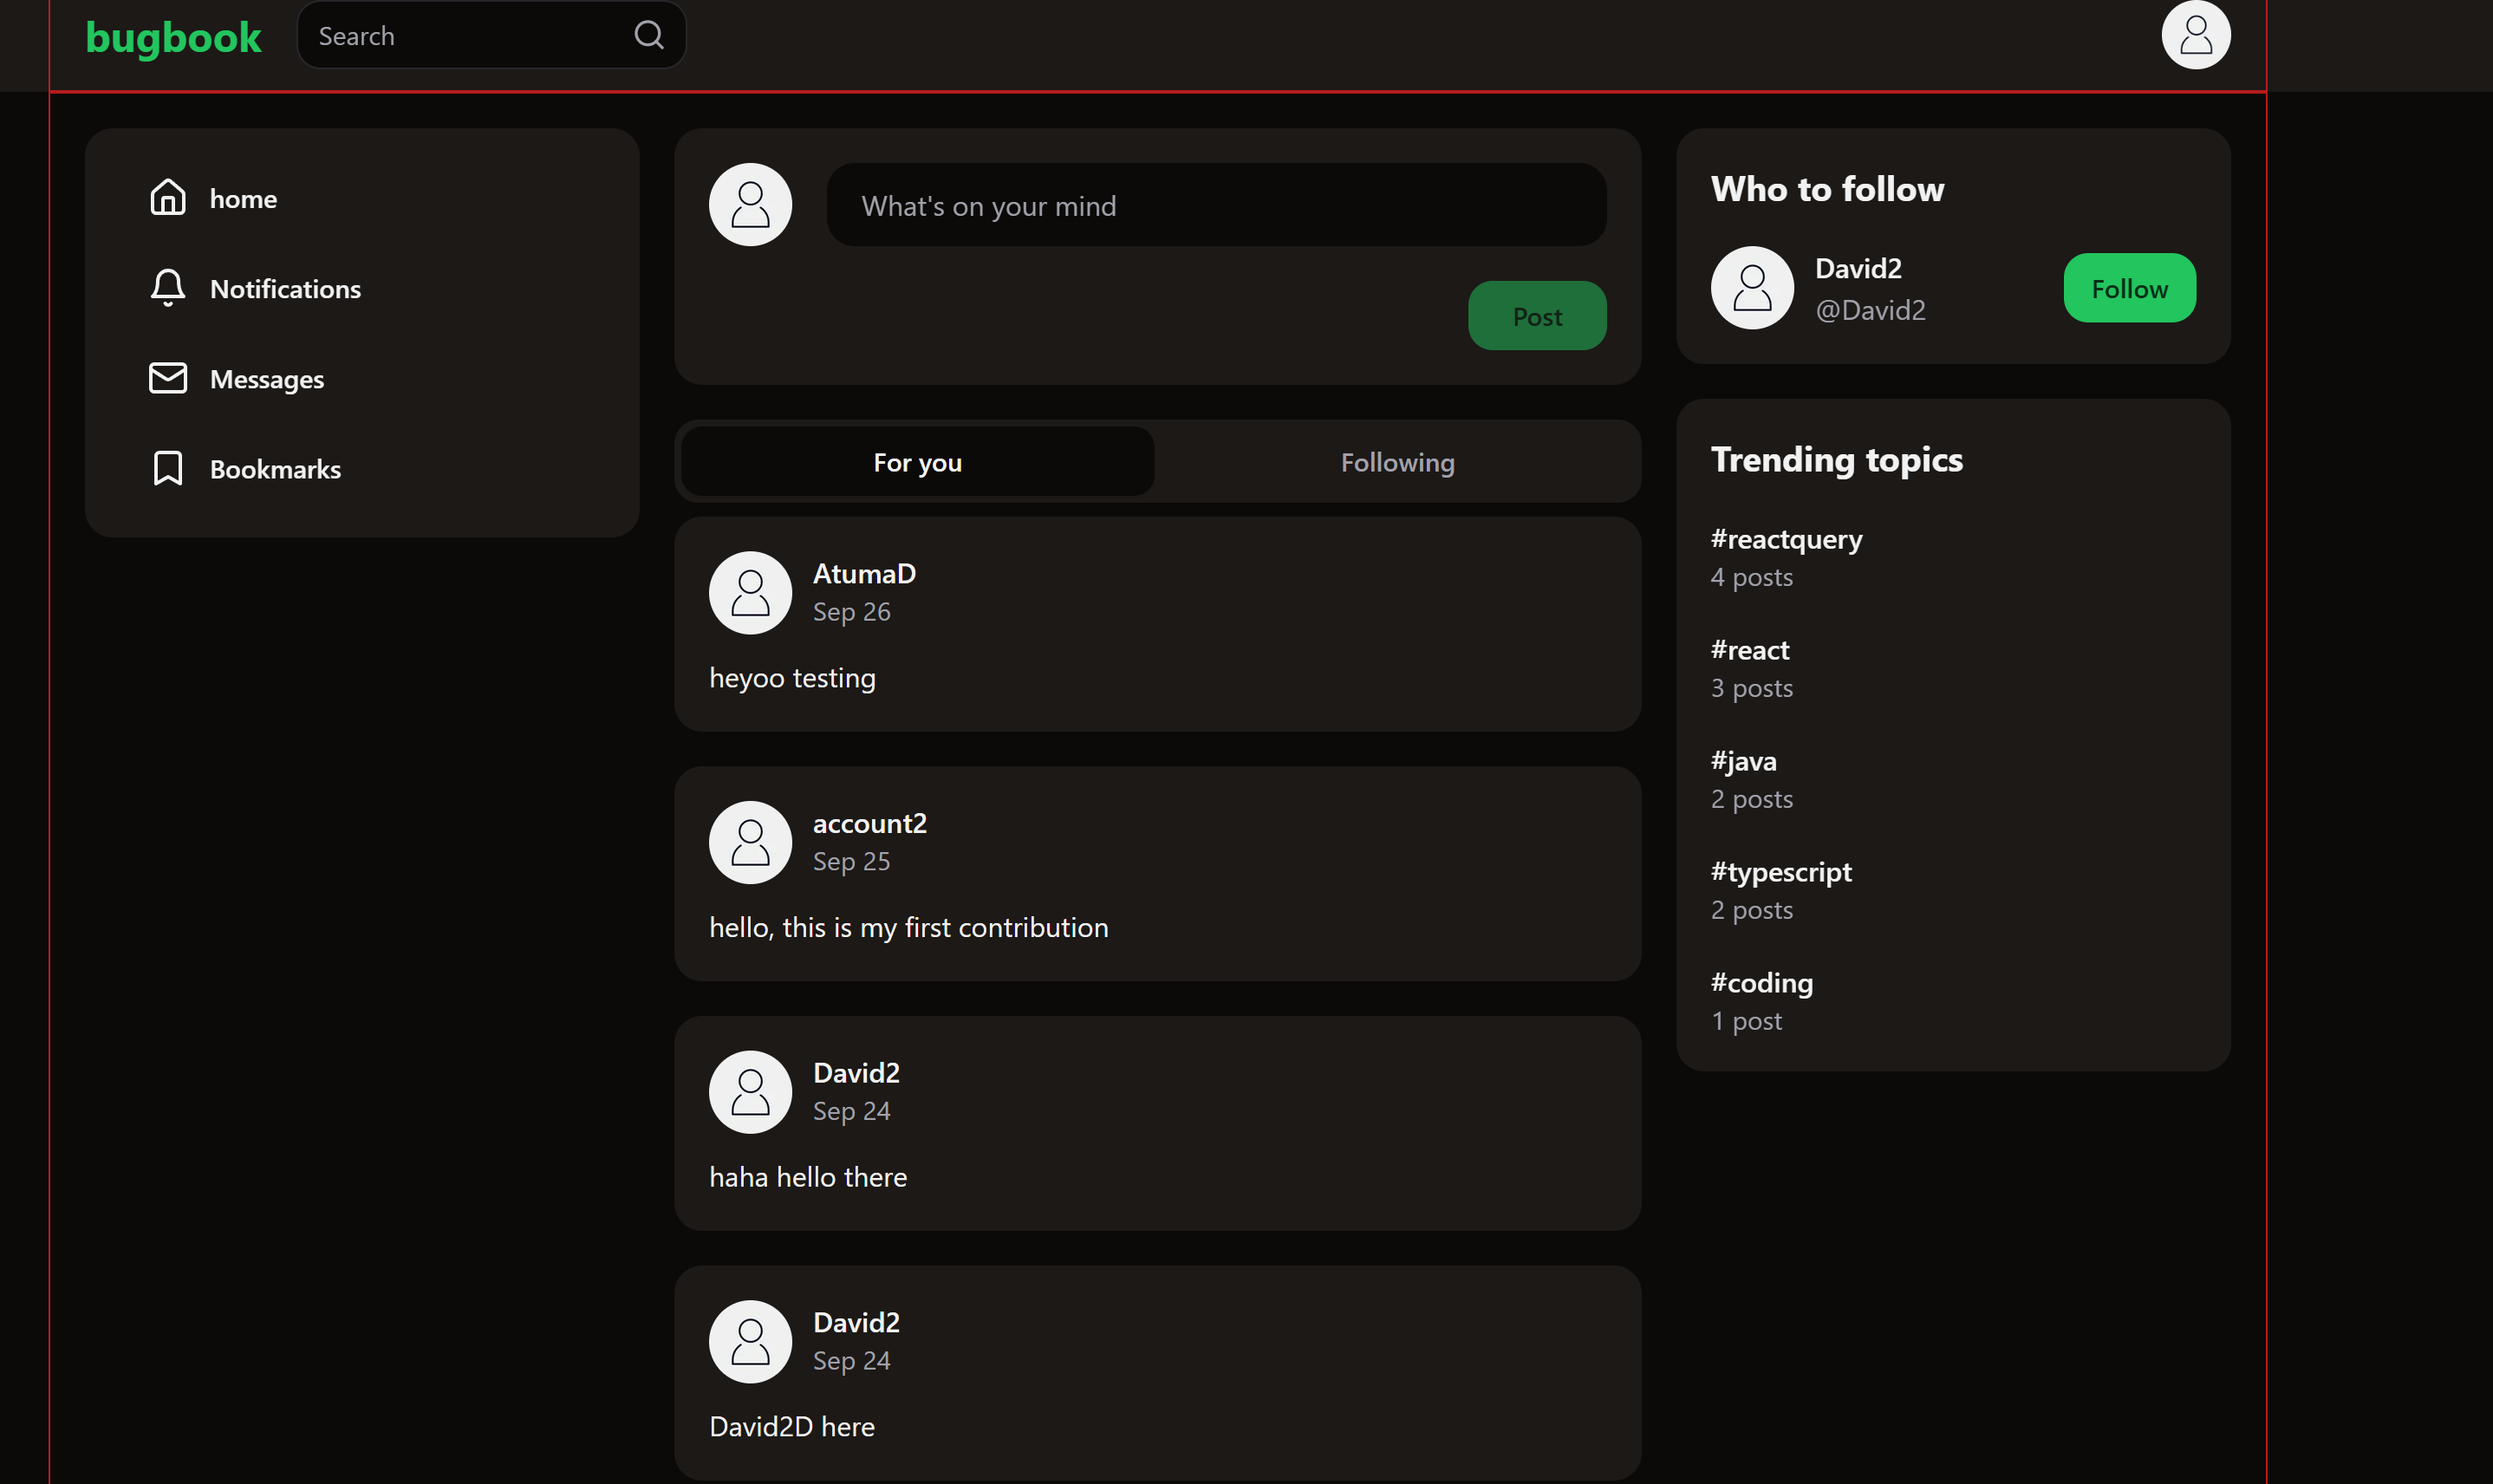 bugbook
Search
home
Notifications
Messages
Bookmarks
What's on your mind
Post
For you
Following
AtumaD
Sep 26
heyoo testing
account2
Sep 25
hello, this is my first contribution
David2
Sep 24
haha hello there
David2
Sep 24
David2D here
Who to follow
David2
@David2
Follow
Trending topics
#reactquery
4 posts
#react
3 posts
#java
2 posts
#typescript
2 posts
#coding
1 post